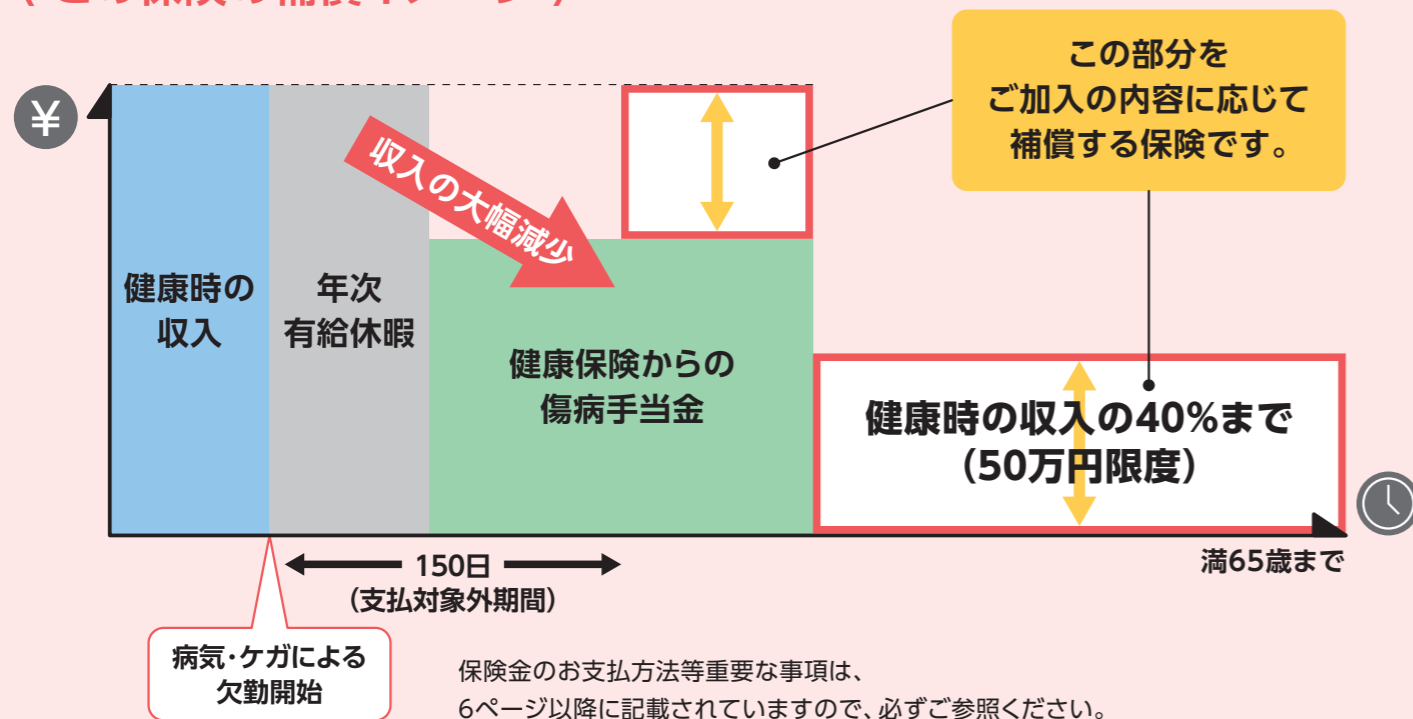 この部分を
ご加入の内容に応じて
補償する保険です。
¥
収入の大幅減少
健康時の
収入
年次
有給休暇
健康保険からの
傷病手当金
健康時の収入の40%まで
(50万円限度)
150日
(支払対象外期間)
満65歳まで
病気・ケガによる
欠勤開始
保険金のお支払方法等重要な事項は、
6ページ以降に記載されていますので、必ずご参照ください。